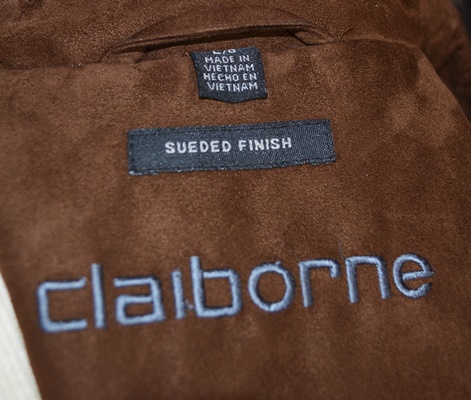 L/G
MADE IN
VIETNAM
HECHO EN
VIETNAM
SUEDED FINISH
claiborne